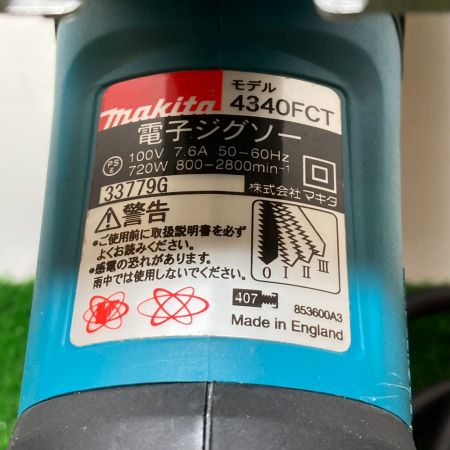 モデル
makita 4340FCT
電子ジグソー
PS E 100V 7.6A 50-60Hz
720W 800-2800min⁻¹
33779G 株式会社マキタ
警告
●ご使用前に取扱説明書を必ず
よくお読みください。
●感電の恐れがあります。
雨中では使用しないでください。
0 I II III
407 853600A3
Made in England